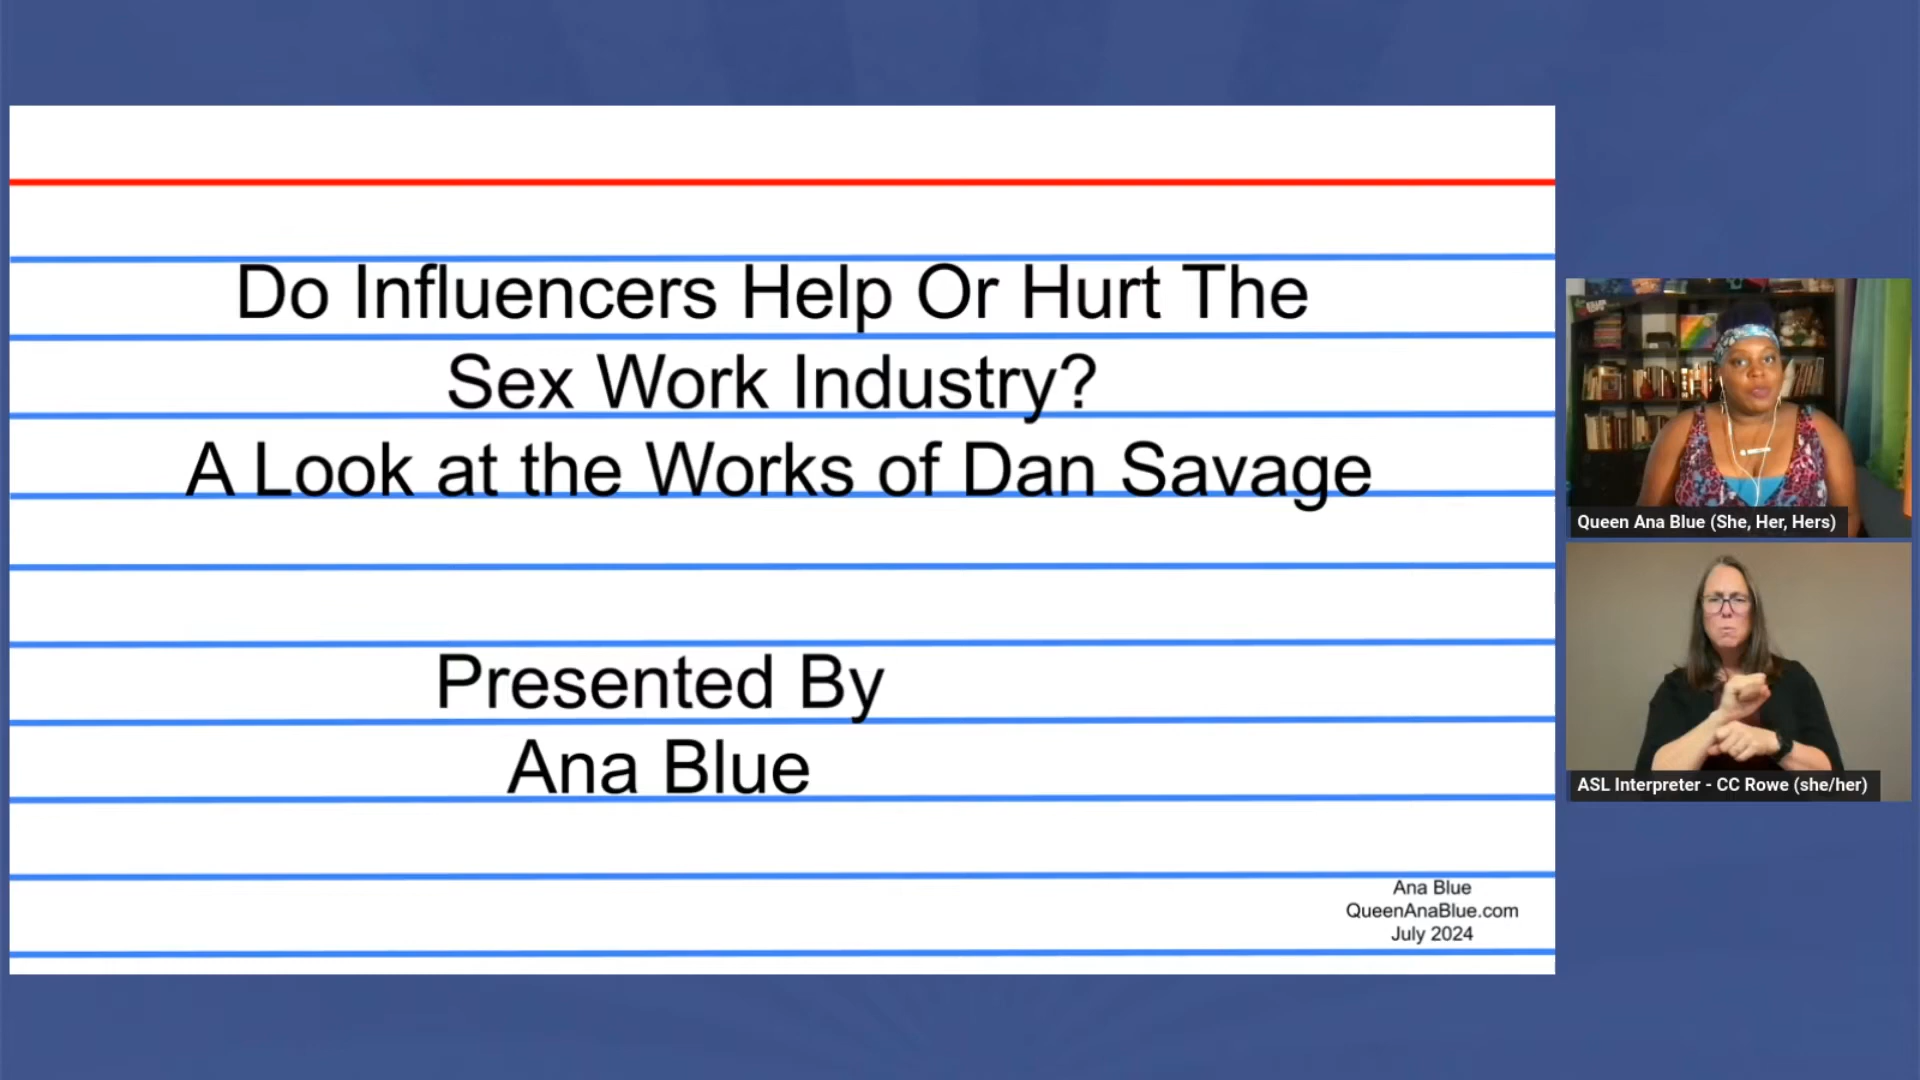 Do Influencers Help Or Hurt The
Sex Work Industry?
A Look at the Works of Dan Savage
Presented By
Ana Blue
Ana Blue
QueenAnaBlue.com
July 2024
Queen Ana Blue (She, Her, Hers)
ASL Interpreter - CC Rowe (she/her)